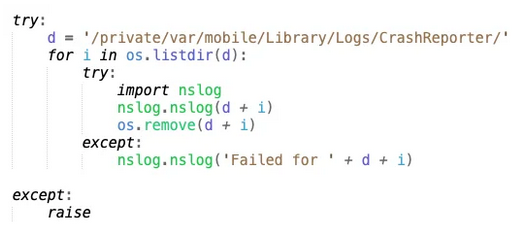 try:
    d = '/private/var/mobile/Library/Logs/CrashReporter/'
    for i in os.listdir(d):
        try:
            import nslog
            nslog.nslog(d + i)
            os.remove(d + i)
        except:
            nslog.nslog('Failed for ' + d + i)
except:
    raise